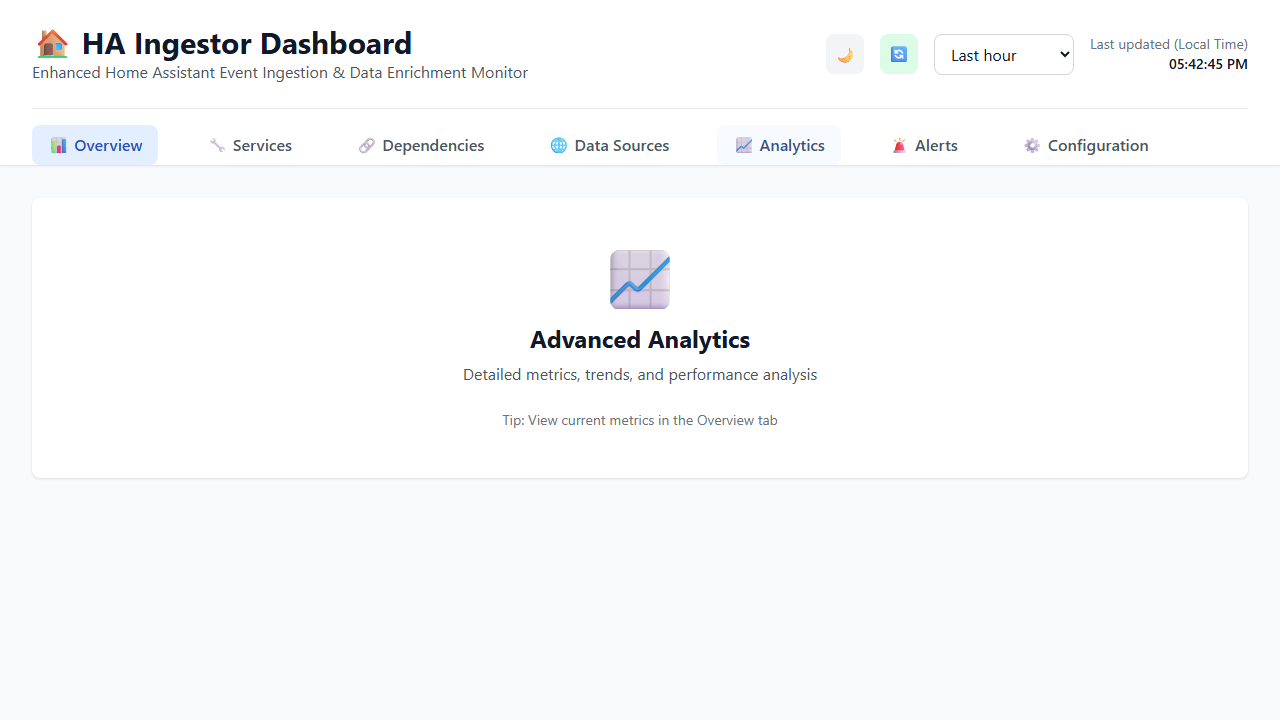 HA Ingestor Dashboard
Enhanced Home Assistant Event Ingestion & Data Enrichment Monitor
Last hour
Last updated (Local Time)
05:42:45 PM
Overview
Services
Dependencies
Data Sources
Analytics
Alerts
Configuration
Advanced Analytics
Detailed metrics, trends, and performance analysis
Tip: View current metrics in the Overview tab